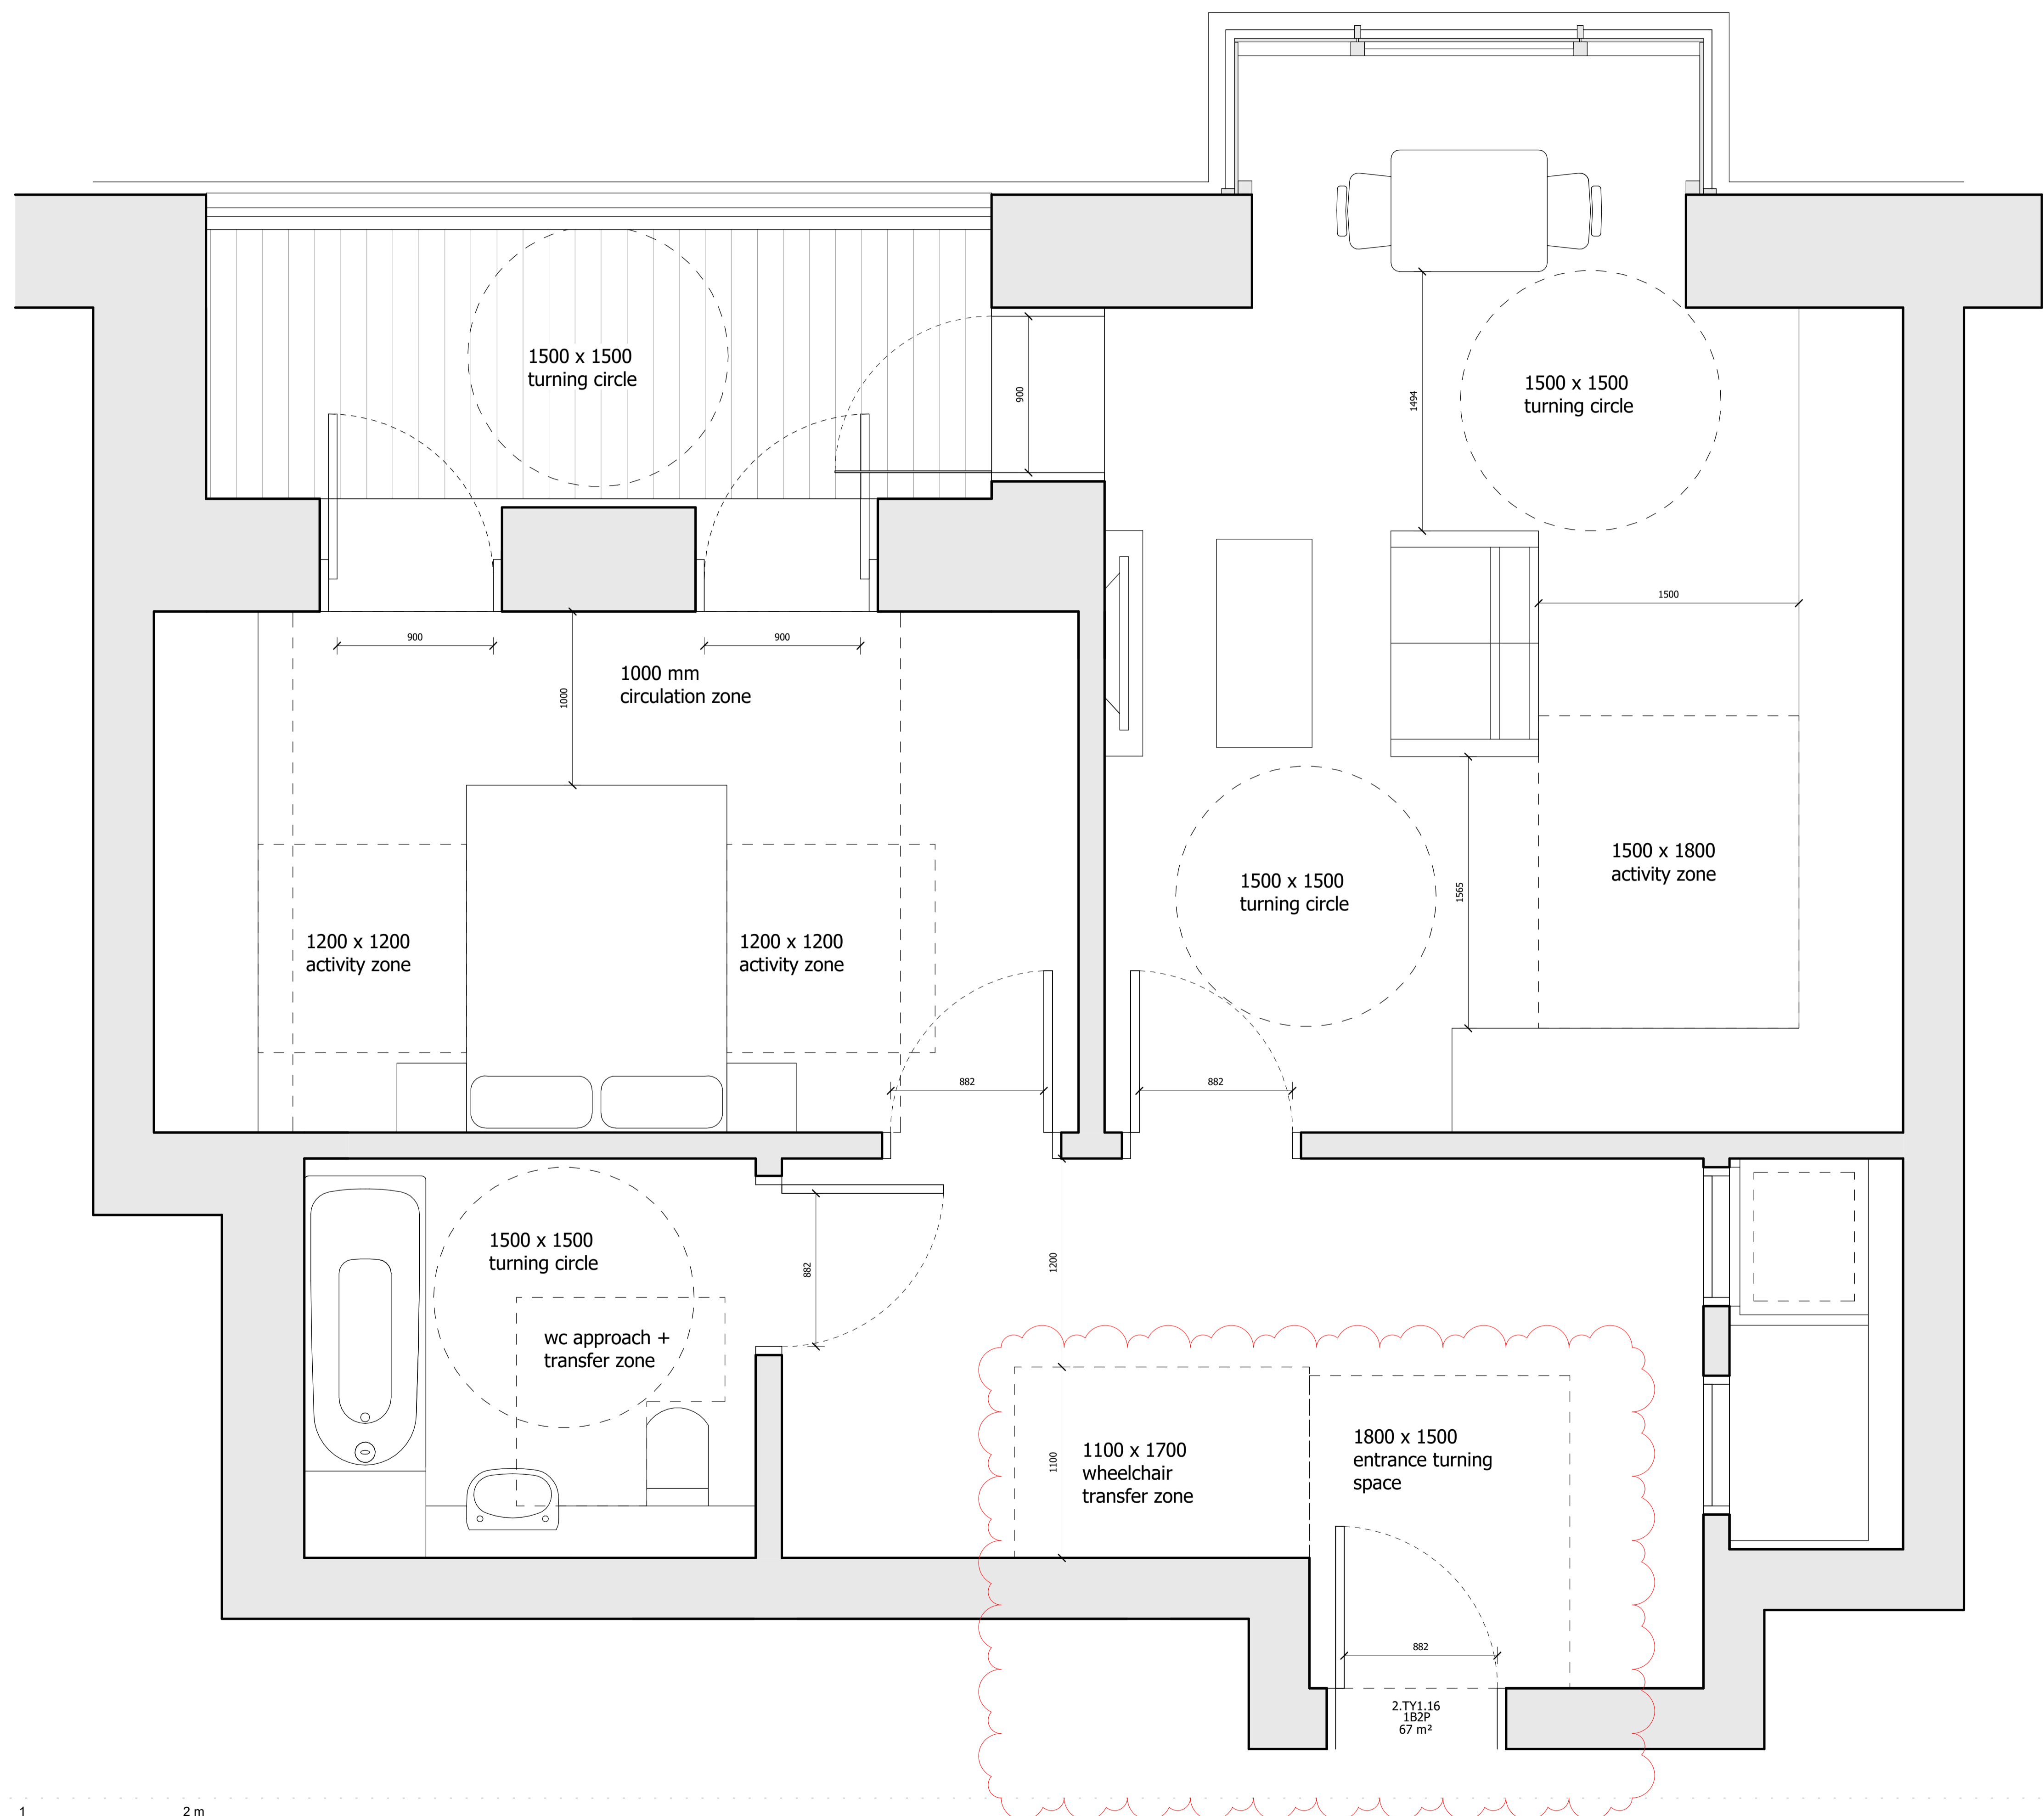 1500 x 1500
turning circle
900
1500 x 1500
turning circle
1494
1500
900
900
1000 mm
circulation zone
1000
1500 x 1800
activity zone
1500 x 1500
turning circle
1565
1200 x 1200
activity zone
1200 x 1200
activity zone
882
882
1500 x 1500
turning circle
882
1200
wc approach +
transfer zone
1100 x 1700
wheelchair
transfer zone
1100
1800 x 1500
entrance turning
space
882
2.TY1.16
1B2P
67 m²
1
2 m